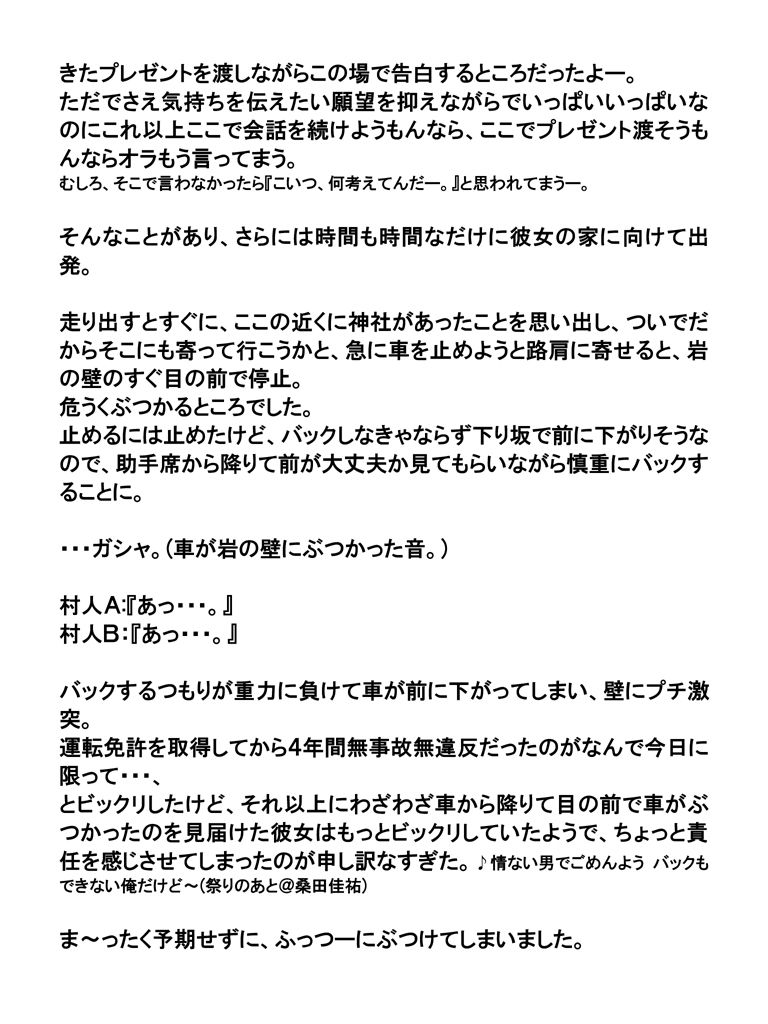 きたプレゼントを渡しながらこの場で告白するところだったよー。
ただでさえ気持ちを伝えたい願望を抑えながらでいっぱいいっぱいな
のにこれ以上ここで会話を続けようもんなら、ここでプレゼント渡そうも
んならオラもう言ってまう。
むしろ、そこで言わなかったら『こいつ、何考えてんだー。』と思われてまうー。
そんなことがあり、さらには時間も時間なだけに彼女の家に向けて出
発。
走り出すとすぐに、ここの近くに神社があったことを思い出し、ついでだ
からそこにも寄って行こうかと、急に車を止めようと路肩に寄せると、岩
の壁のすぐ目の前で停止。
危うくぶつかるところでした。
止めるには止めたけど、バックしなきゃならず下り坂で前に下がりそうな
ので、助手席から降りて前が大丈夫か見てもらいながら慎重にバックす
ることに。
・・・ガシャ。（車が岩の壁にぶつかった音。）
村人Ａ：『あっ・・・。』
村人Ｂ：『あっ・・・。』
バックするつもりが重力に負けて車が前に下がってしまい、壁にプチ激
突。
運転免許を取得してから４年間無事故無違反だったのがなんで今日に
限って・・・、
とビックリしたけど、それ以上にわざわざ車から降りて目の前で車がぶ
つかったのを見届けた彼女はもっとビックリしていたようで、ちょっと責
任を感じさせてしまったのが申し訳なすぎた。♪情ない男でごめんよう バックも
できない俺だけど～（祭りのあと＠桑田佳祐）
ま～ったく予期せずに、ふっつーにぶつけてしまいました。